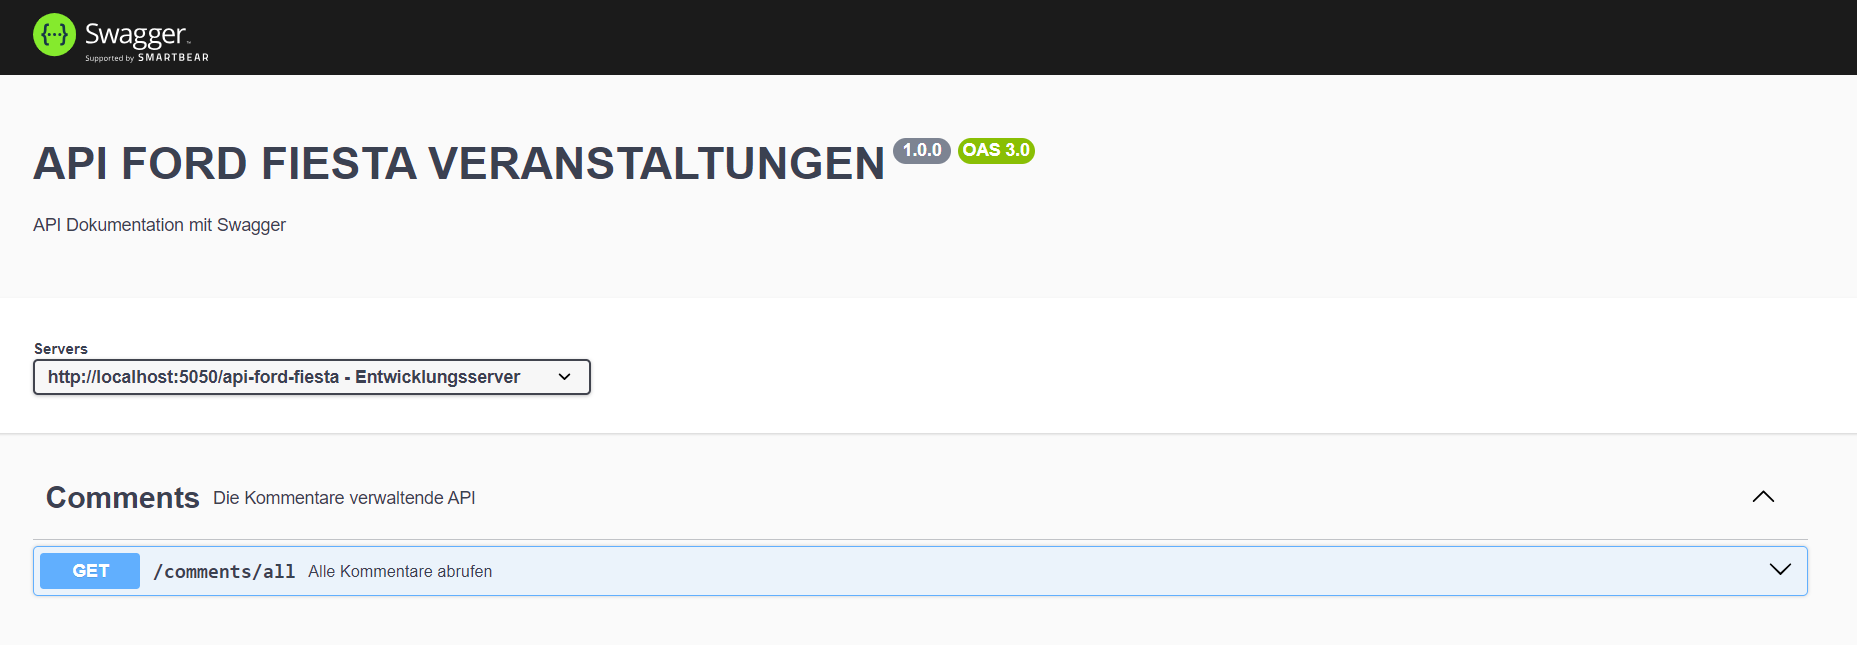 {···} Swagger™
Supported by SMARTBEAR
API FORD FIESTA VERANSTALTUNGEN 1.0.0 OAS 3.0
API Dokumentation mit Swagger
Servers
http://localhost:5050/api-ford-fiesta - Entwicklungsserver
Comments Die Kommentare verwaltende API
GET /comments/all Alle Kommentare abrufen